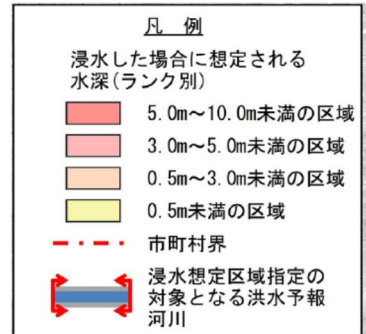 凡 例
浸水した場合に想定される
水深(ランク別)
5.0m～10.0m未満の区域
3.0m～5.0m未満の区域
0.5m～3.0m未満の区域
0.5m未満の区域
市町村界
浸水想定区域指定の
対象となる洪水予報
河川